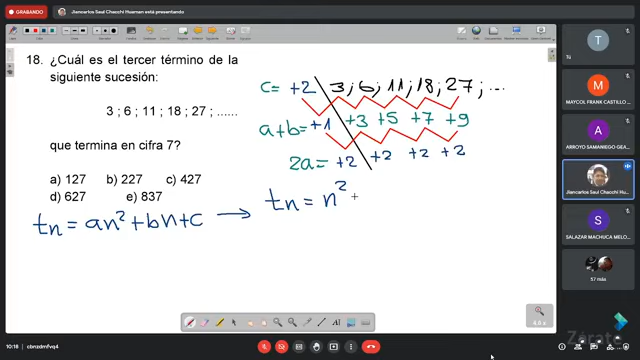 GRABANDO
Jiancarlos Saul Chacchi Huaman está presentando
18. ¿Cuál es el tercer término de la
siguiente sucesión:
3 ; 6 ; 11 ; 18 ; 27 ; ......
que termina en cifra 7?
a) 127 b) 227 c) 427
d) 627 e) 837
c= +2 3; 6; 11; 18; 27; ...
a+b= +1 +3 +5 +7 +9
2a= +2 +2 +2 +2
tn = an²+bn+c → tn = n² +
T
Tú
MAYCOL FRANK CASTILLO
ARROYO SAMANIEGO GEA
Jiancarlos Saul Chacchi Hua
S
SALAZAR MACHUCA MELO
57 más
10:18 cbnzdmfvq4
Zárate